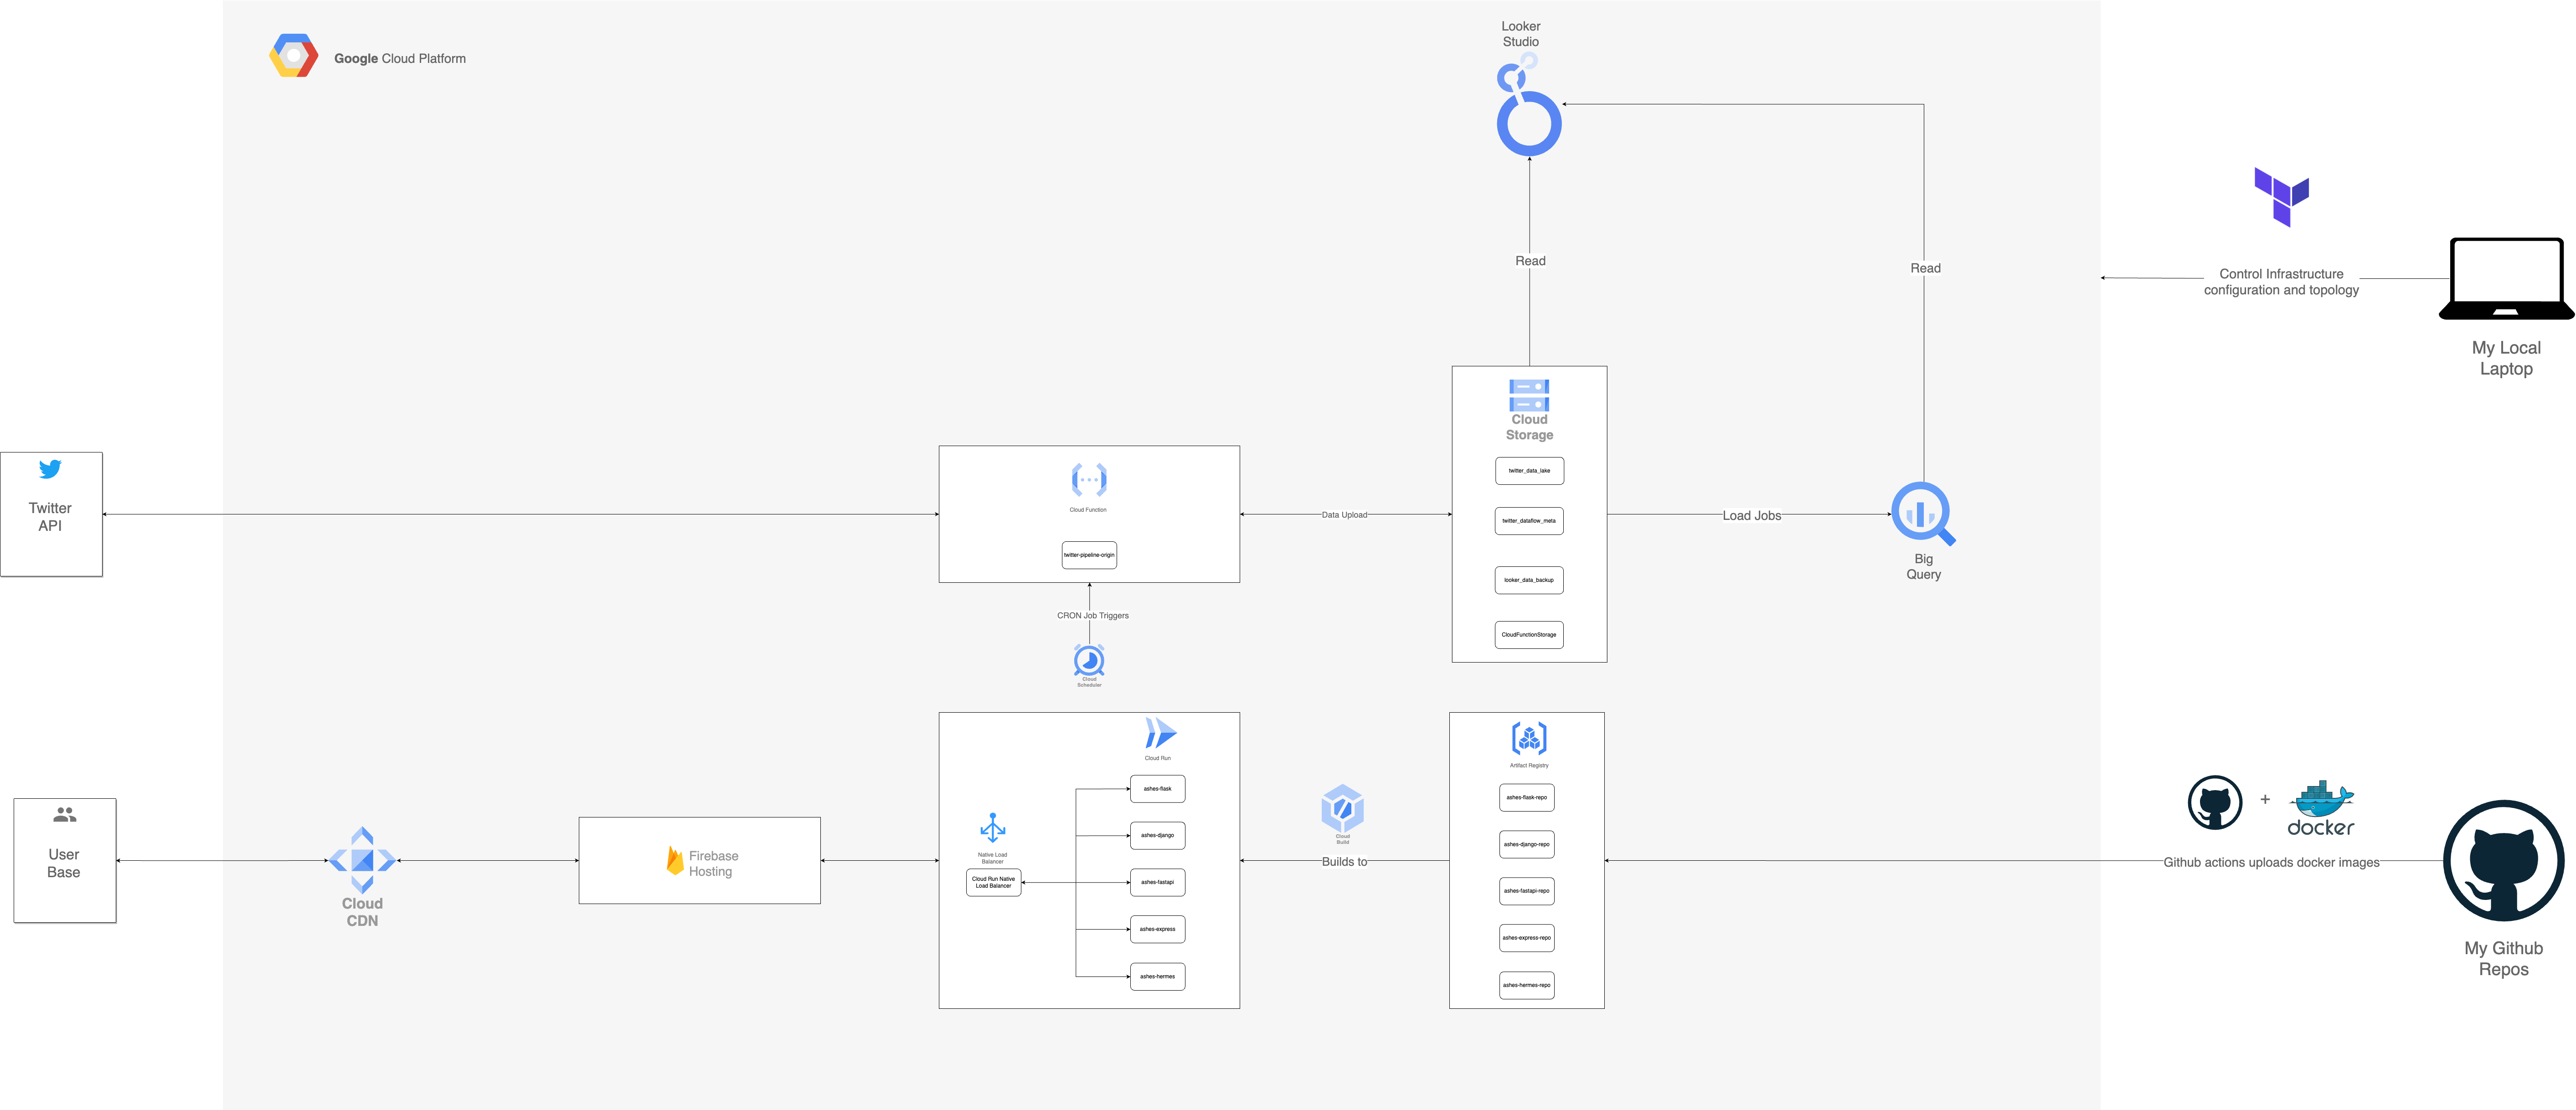 Google Cloud Platform
Looker
Studio
Read
Read
Control Infrastructure
configuration and topology
My Local
Laptop
Twitter
API
Cloud Function
twitter-pipeline-origin
Data Upload
Cloud
Storage
twitter_data_lake
twitter_dataflow_meta
looker_data_backup
CloudFunctionStorage
Load Jobs
Big
Query
CRON Job Triggers
Cloud
Scheduler
User
Base
Cloud
CDN
Firebase
Hosting
Native Load
Balancer
Cloud Run Native
Load Balancer
Cloud Run
ashes-flask
ashes-django
ashes-fastapi
ashes-express
ashes-hermes
Cloud
Build
Builds to
Artifact Registry
ashes-flask-repo
ashes-django-repo
ashes-fastapi-repo
ashes-express-repo
ashes-hermes-repo
+
docker
Github actions uploads docker images
My Github
Repos